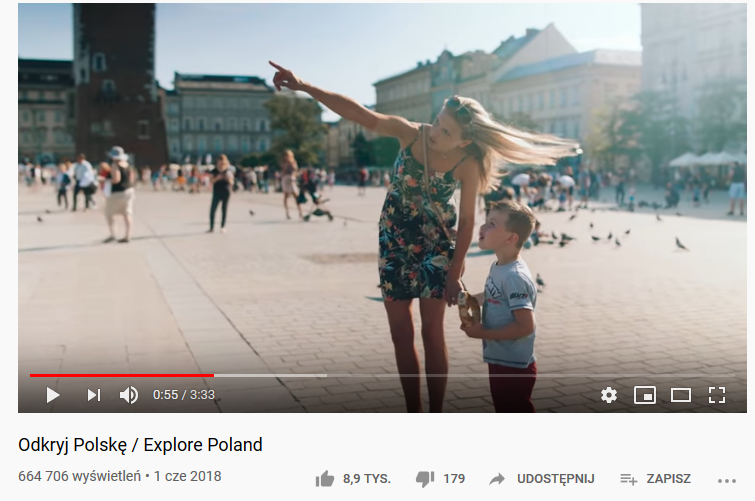 0:55 / 3:33
Odkryj Polskę / Explore Poland
664 706 wyświetleń • 1 cze 2018
8,9 TYS. 179 UDOSTĘPNIJ ZAPISZ